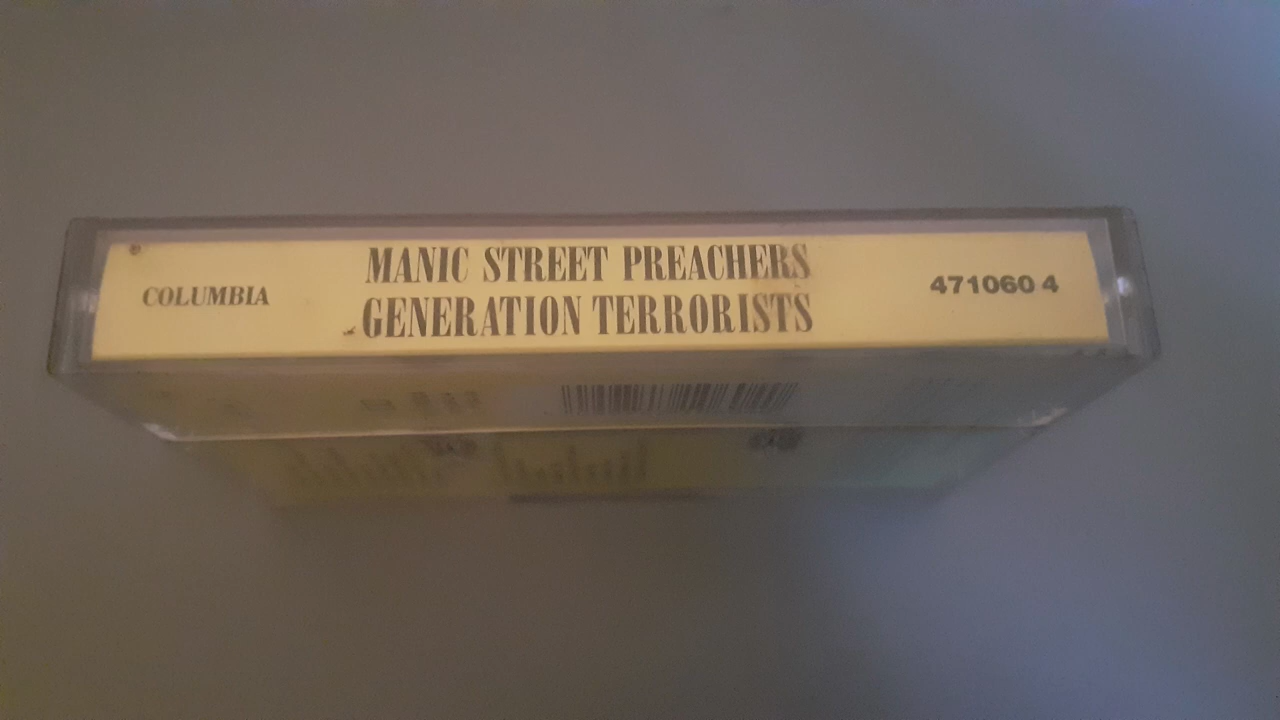 COLUMBIA
MANIC STREET PREACHERS
GENERATION TERRORISTS
471060 4